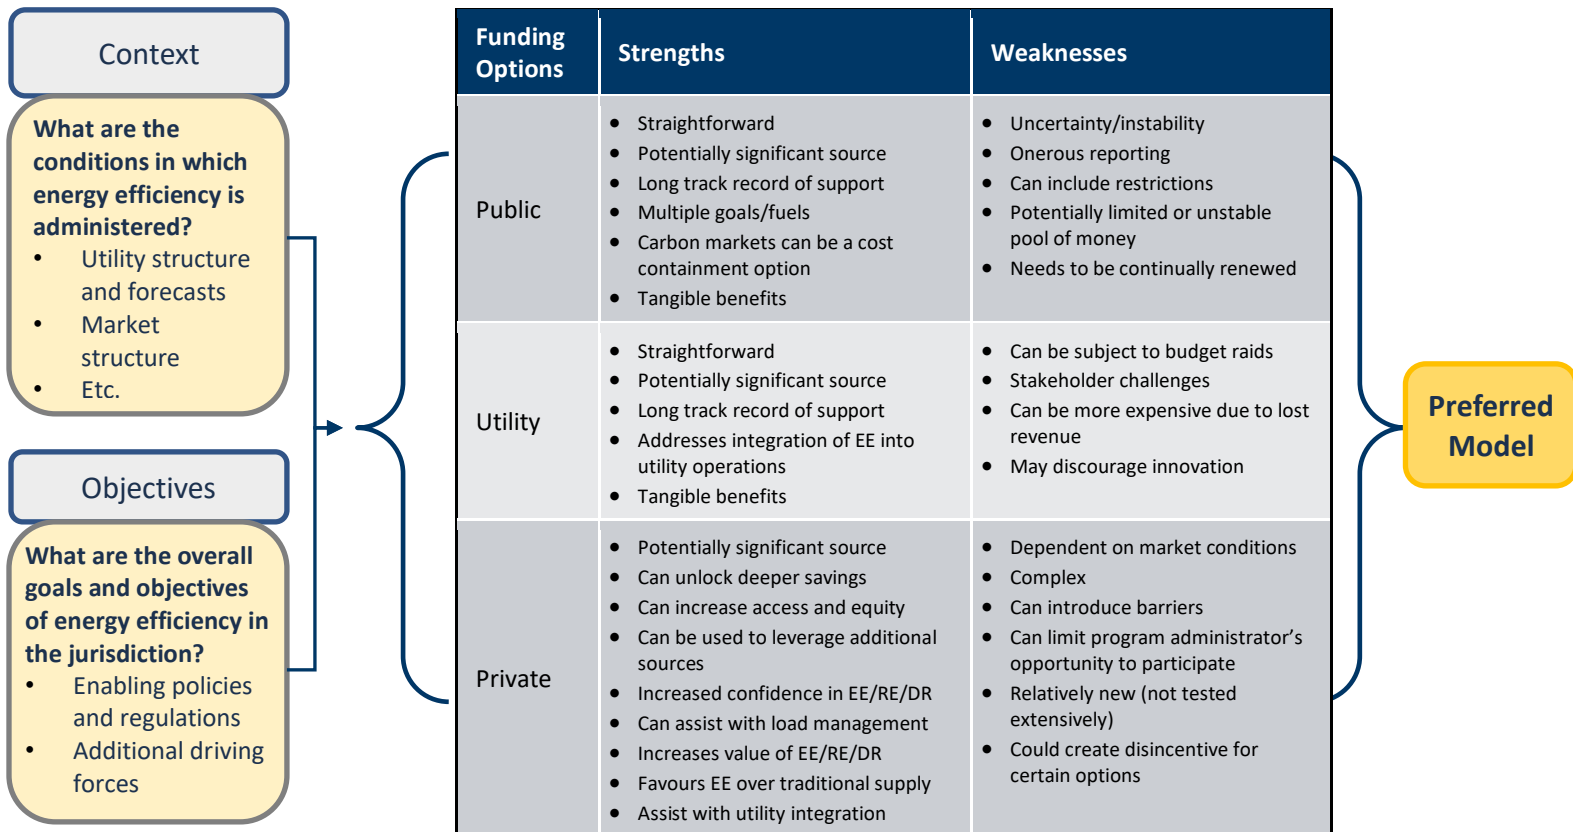 Context
What are the
conditions in which
energy efficiency is
administered?
• Utility structure
and forecasts
• Market
structure
• Etc.
Objectives
What are the overall
goals and objectives
of energy efficiency in
the jurisdiction?
• Enabling policies
and regulations
• Additional driving
forces
Funding
Options
Strengths
Weaknesses
Public
• Straightforward
• Potentially significant source
• Long track record of support
• Multiple goals/fuels
• Carbon markets can be a cost
containment option
• Tangible benefits
• Uncertainty/instability
• Onerous reporting
• Can include restrictions
• Potentially limited or unstable
pool of money
• Needs to be continually renewed
Utility
• Straightforward
• Potentially significant source
• Long track record of support
• Addresses integration of EE into
utility operations
• Tangible benefits
• Can be subject to budget raids
• Stakeholder challenges
• Can be more expensive due to lost
revenue
• May discourage innovation
Private
• Potentially significant source
• Can unlock deeper savings
• Can increase access and equity
• Can be used to leverage additional
sources
• Increased confidence in EE/RE/DR
• Can assist with load management
• Increases value of EE/RE/DR
• Favours EE over traditional supply
• Assist with utility integration
• Dependent on market conditions
• Complex
• Can introduce barriers
• Can limit program administrator’s
opportunity to participate
• Relatively new (not tested
extensively)
• Could create disincentive for
certain options
Preferred
Model